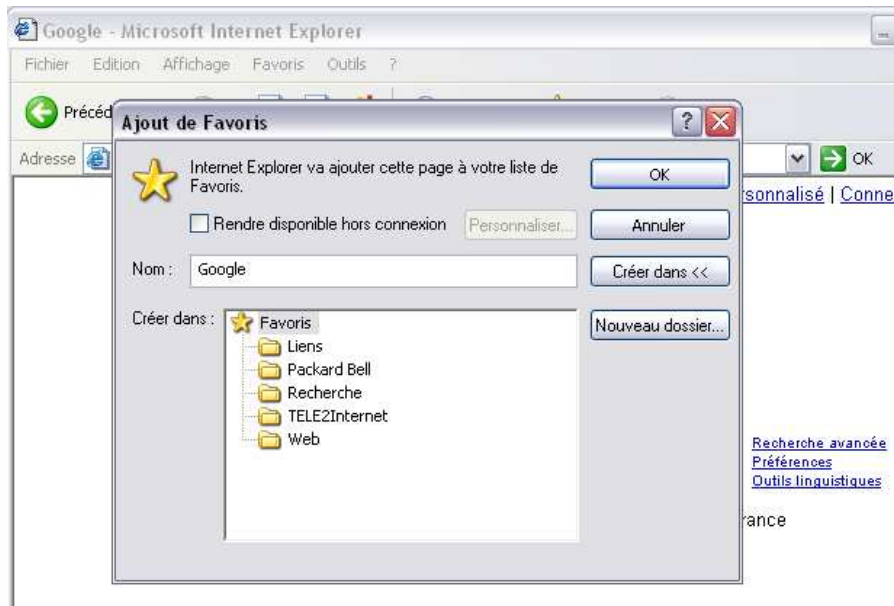 Google - Microsoft Internet Explorer
Fichier Edition Affichage Favoris Outils ?
Précéd
Ajout de Favoris
Adresse
OK
Internet Explorer va ajouter cette page à votre liste de
Favoris.
OK
sonnalisé | Conne
Rendre disponible hors connexion
Personnaliser...
Annuler
Nom :
Google
Créer dans <<
Créer dans :
Favoris
Nouveau dossier...
Liens
Packard Bell
Recherche
TELE2Internet
Web
Recherche avancée
Préférences
Outils linguistiques
rance